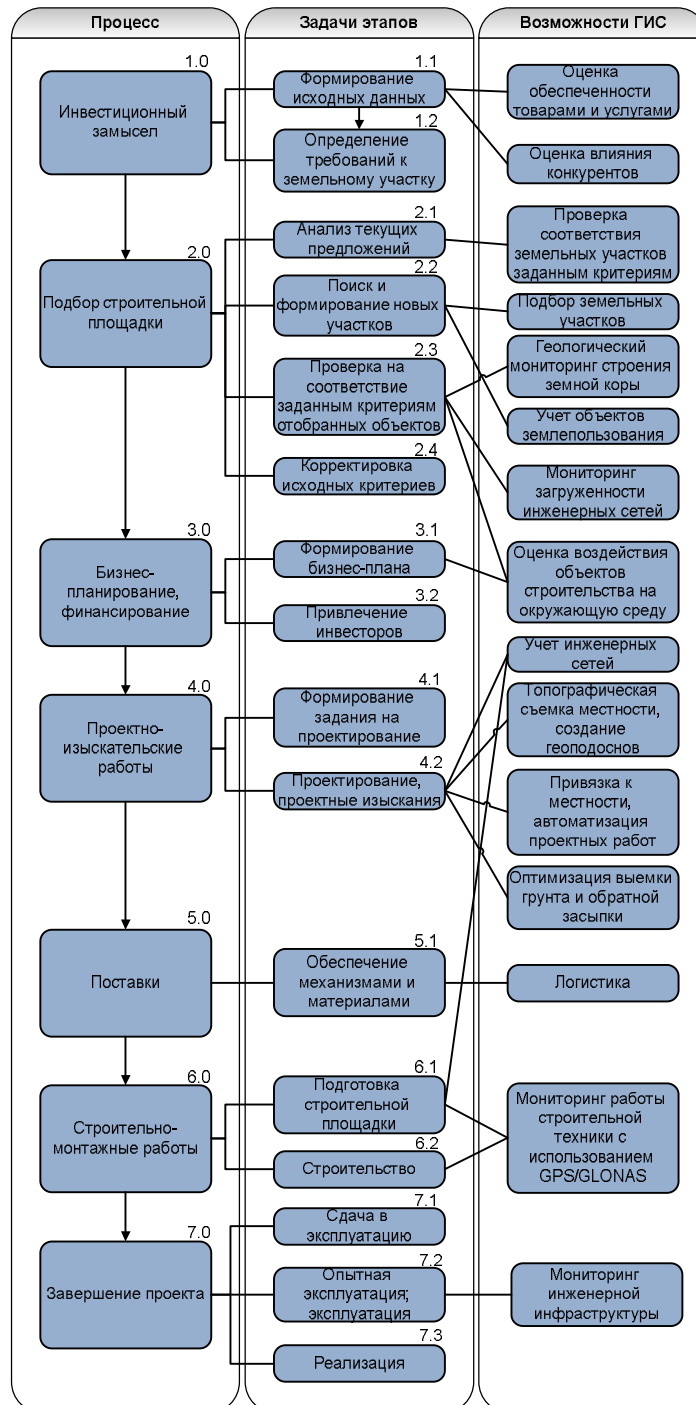 Процесс
Задачи этапов
Возможности ГИС
1.0
Инвестиционный
замысел
1.1
Формирование
исходных данных
1.2
Определение
требований к
земельному участку
Оценка
обеспеченности
товарами и услугами
Оценка влияния
конкурентов
2.0
Подбор строительной
площадки
2.1
Анализ текущих
предложений
2.2
Поиск и
формирование новых
участков
2.3
Проверка на
соответствие
заданным критериям
отобранных объектов
2.4
Корректировка
исходных критериев
Проверка
соответствия
земельных участков
заданным критериям
Подбор земельных
участков
Геологический
мониторинг строения
земной коры
Учет объектов
землепользования
Мониторинг
загруженности
инженерных сетей
3.0
Бизнес-
планирование,
финансирование
3.1
Формирование
бизнес-плана
3.2
Привлечение
инвесторов
Оценка воздействия
объектов
строительства на
окружающую среду
4.0
Проектно-
изыскательские
работы
4.1
Формирование
задания на
проектирование
4.2
Проектирование,
проектные изыскания
Учет инженерных
сетей
Топографическая
съемка местности,
создание
геоподоснов
Привязка к
местности,
автоматизация
проектных работ
Оптимизация выемки
грунта и обратной
засыпки
5.0
Поставки
5.1
Обеспечение
механизмами и
материалами
Логистика
6.0
Строительно-
монтажные работы
6.1
Подготовка
строительной
площадки
6.2
Строительство
Мониторинг работы
строительной
техники с
использованием
GPS/GLONAS
7.0
Завершение проекта
7.1
Сдача в
эксплуатацию
7.2
Опытная
эксплуатация;
эксплуатация
7.3
Реализация
Мониторинг
инженерной
инфраструктуры